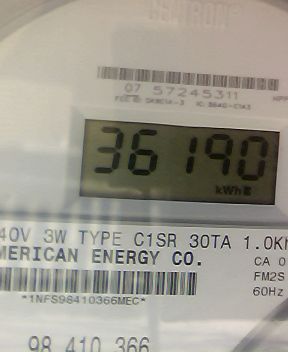 07 57245311
36190
kWh
40V 3W TYPE C1SR 30TA 1.0Kh
MERICAN ENERGY CO.
CA 0
FM2S
60Hz
*1NFS98410366MEC*
98 410 366